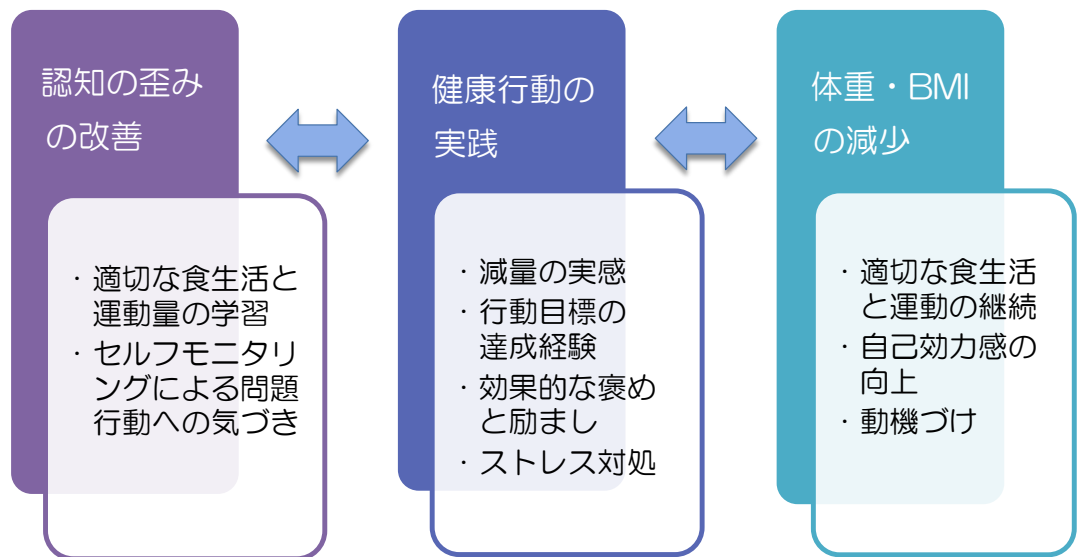 認知の歪み
の改善
・適切な食生活と
運動量の学習
・セルフモニタリ
ングによる問題
行動への気づき
健康行動の
実践
・減量の実感
・行動目標の
達成経験
・効果的な褒め
と励まし
・ストレス対処
体重・BMI
の減少
・適切な食生活
と運動の継続
・自己効力感の
向上
・動機づけ